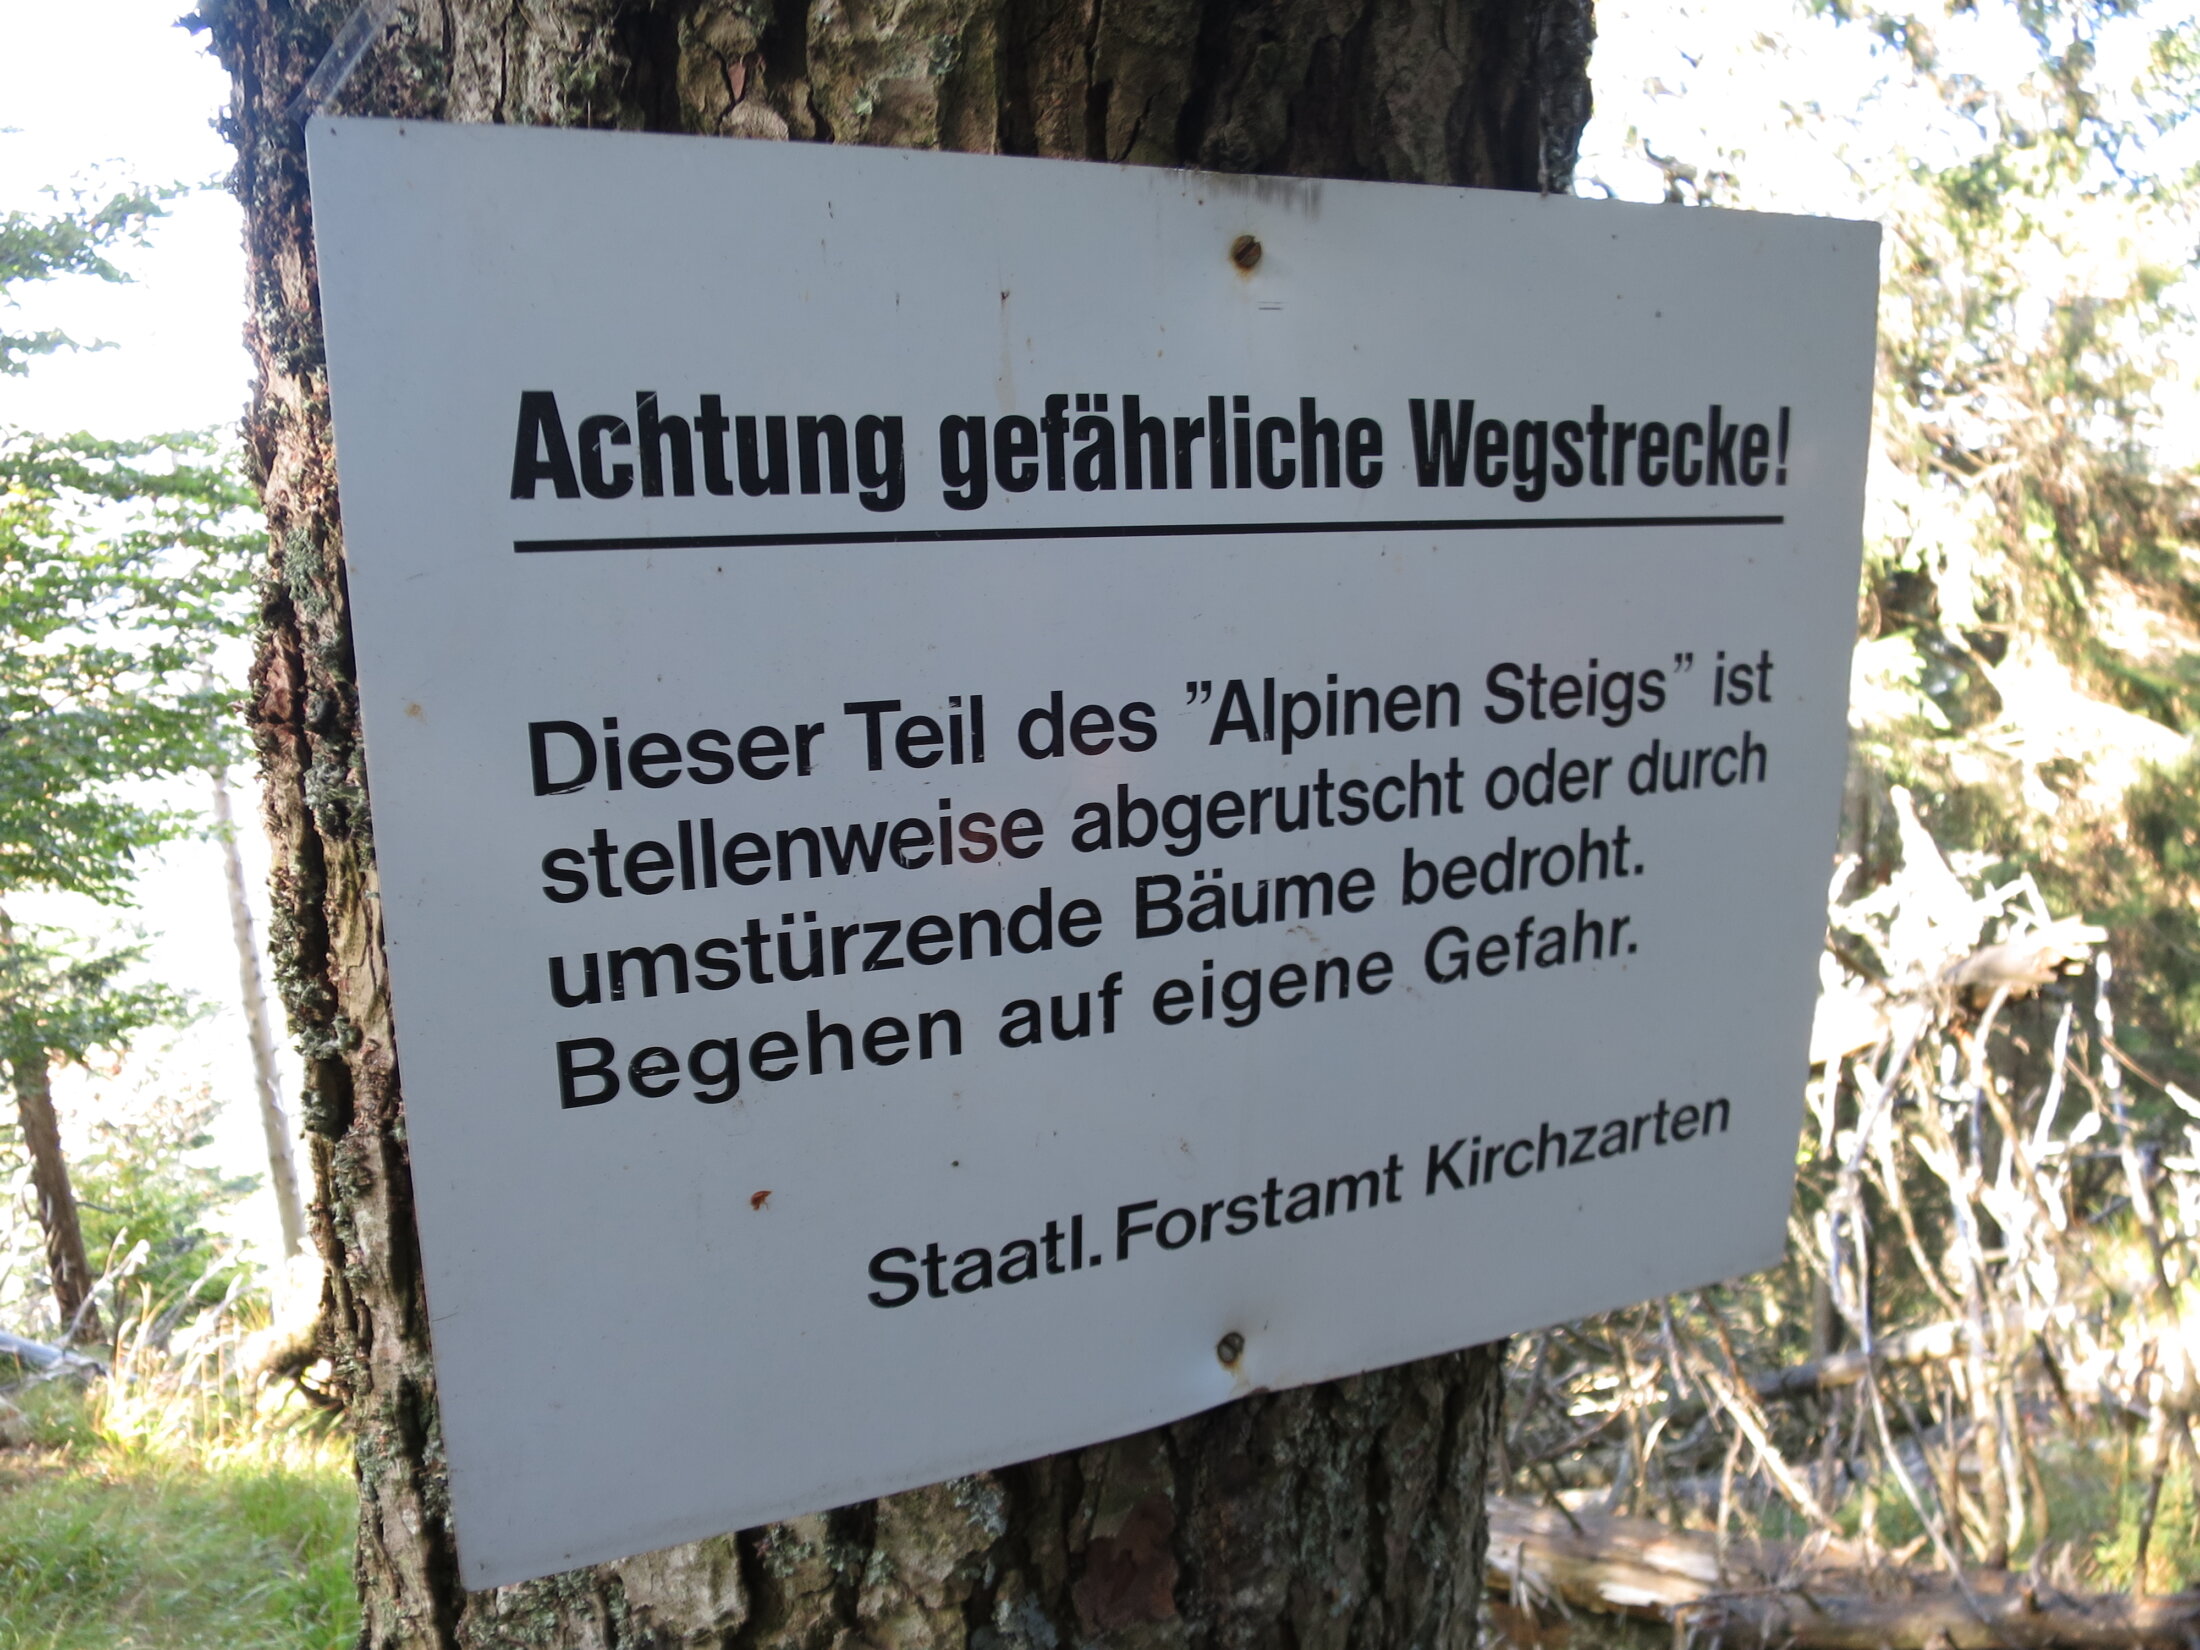 Achtung gefährliche Wegstrecke!
Dieser Teil des ”Alpinen Steigs” ist
stellenweise abgerutscht oder durch
umstürzende Bäume bedroht.
Begehen auf eigene Gefahr.
Staatl. Forstamt Kirchzarten